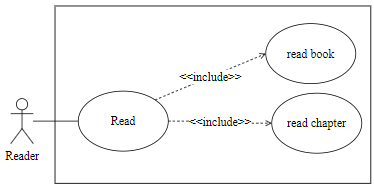 read book
<<include>>
Read
<<include>>
read chapter
Reader